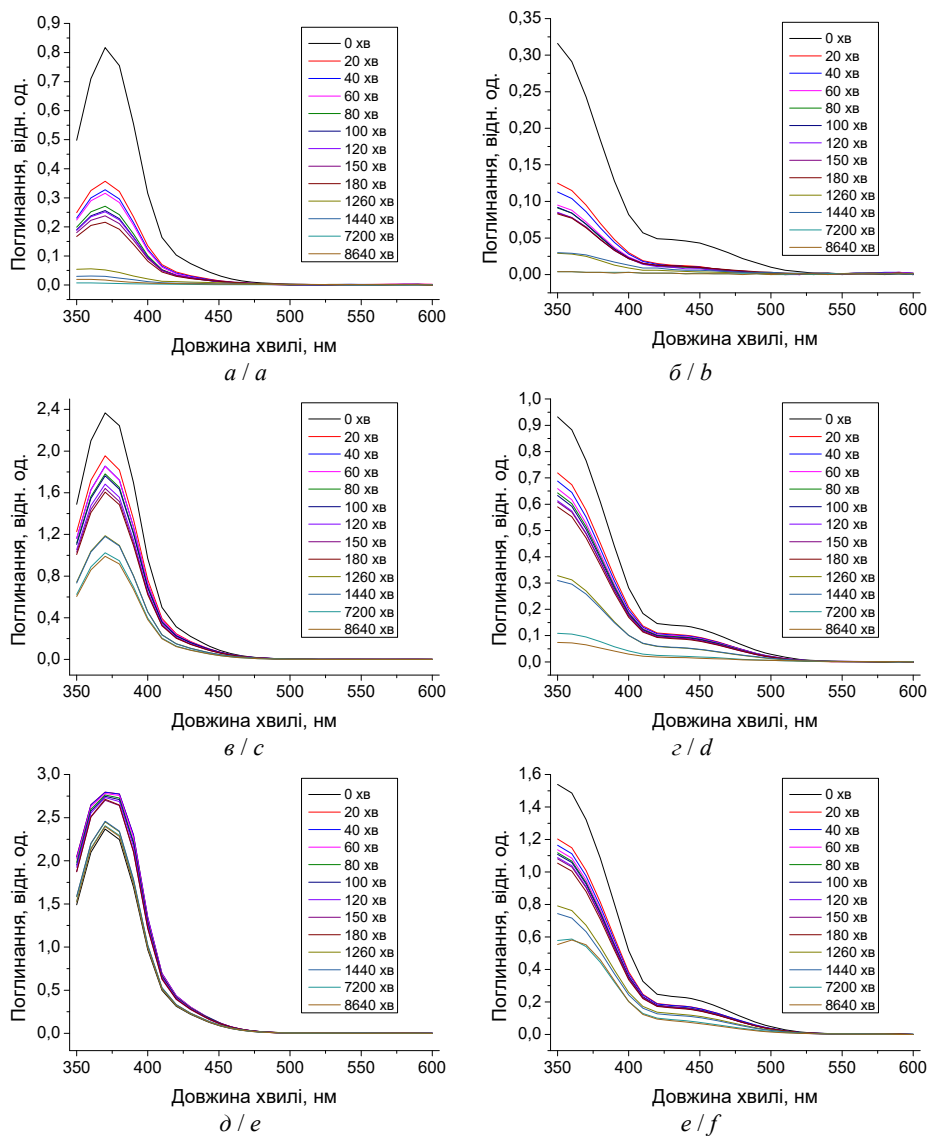 0,9
0,8
0,7
0,6
0,5
0,4
0,3
0,2
0,1
0,0
Поглинання, відн. од.
350 400 450 500 550 600
Довжина хвилі, нм
0 хв
20 хв
40 хв
60 хв
80 хв
100 хв
120 хв
150 хв
180 хв
1260 хв
1440 хв
7200 хв
8640 хв
а / a
0,35
0,30
0,25
0,20
0,15
0,10
0,05
0,00
Поглинання, відн. од.
350 400 450 500 550 600
Довжина хвилі, нм
0 хв
20 хв
40 хв
60 хв
80 хв
100 хв
120 хв
150 хв
180 хв
1260 хв
1440 хв
7200 хв
8640 хв
б / b
2,4
2,0
1,6
1,2
0,8
0,4
0,0
Поглинання, відн. од.
350 400 450 500 550 600
Довжина хвилі, нм
0 хв
20 хв
40 хв
60 хв
80 хв
100 хв
120 хв
150 хв
180 хв
1260 хв
1440 хв
7200 хв
8640 хв
в / c
1,0
0,9
0,8
0,7
0,6
0,5
0,4
0,3
0,2
0,1
0,0
Поглинання, відн. од.
350 400 450 500 550 600
Довжина хвилі, нм
0 хв
20 хв
40 хв
60 хв
80 хв
100 хв
120 хв
150 хв
180 хв
1260 хв
1440 хв
7200 хв
8640 хв
г / d
3,0
2,5
2,0
1,5
1,0
0,5
0,0
Поглинання, відн. од.
350 400 450 500 550 600
Довжина хвилі, нм
0 хв
20 хв
40 хв
60 хв
80 хв
100 хв
120 хв
150 хв
180 хв
1260 хв
1440 хв
7200 хв
8640 хв
д / e
1,6
1,4
1,2
1,0
0,8
0,6
0,4
0,2
0,0
Поглинання, відн. од.
350 400 450 500 550 600
Довжина хвилі, нм
0 хв
20 хв
40 хв
60 хв
80 хв
100 хв
120 хв
150 хв
180 хв
1260 хв
1440 хв
7200 хв
8640 хв
е / f